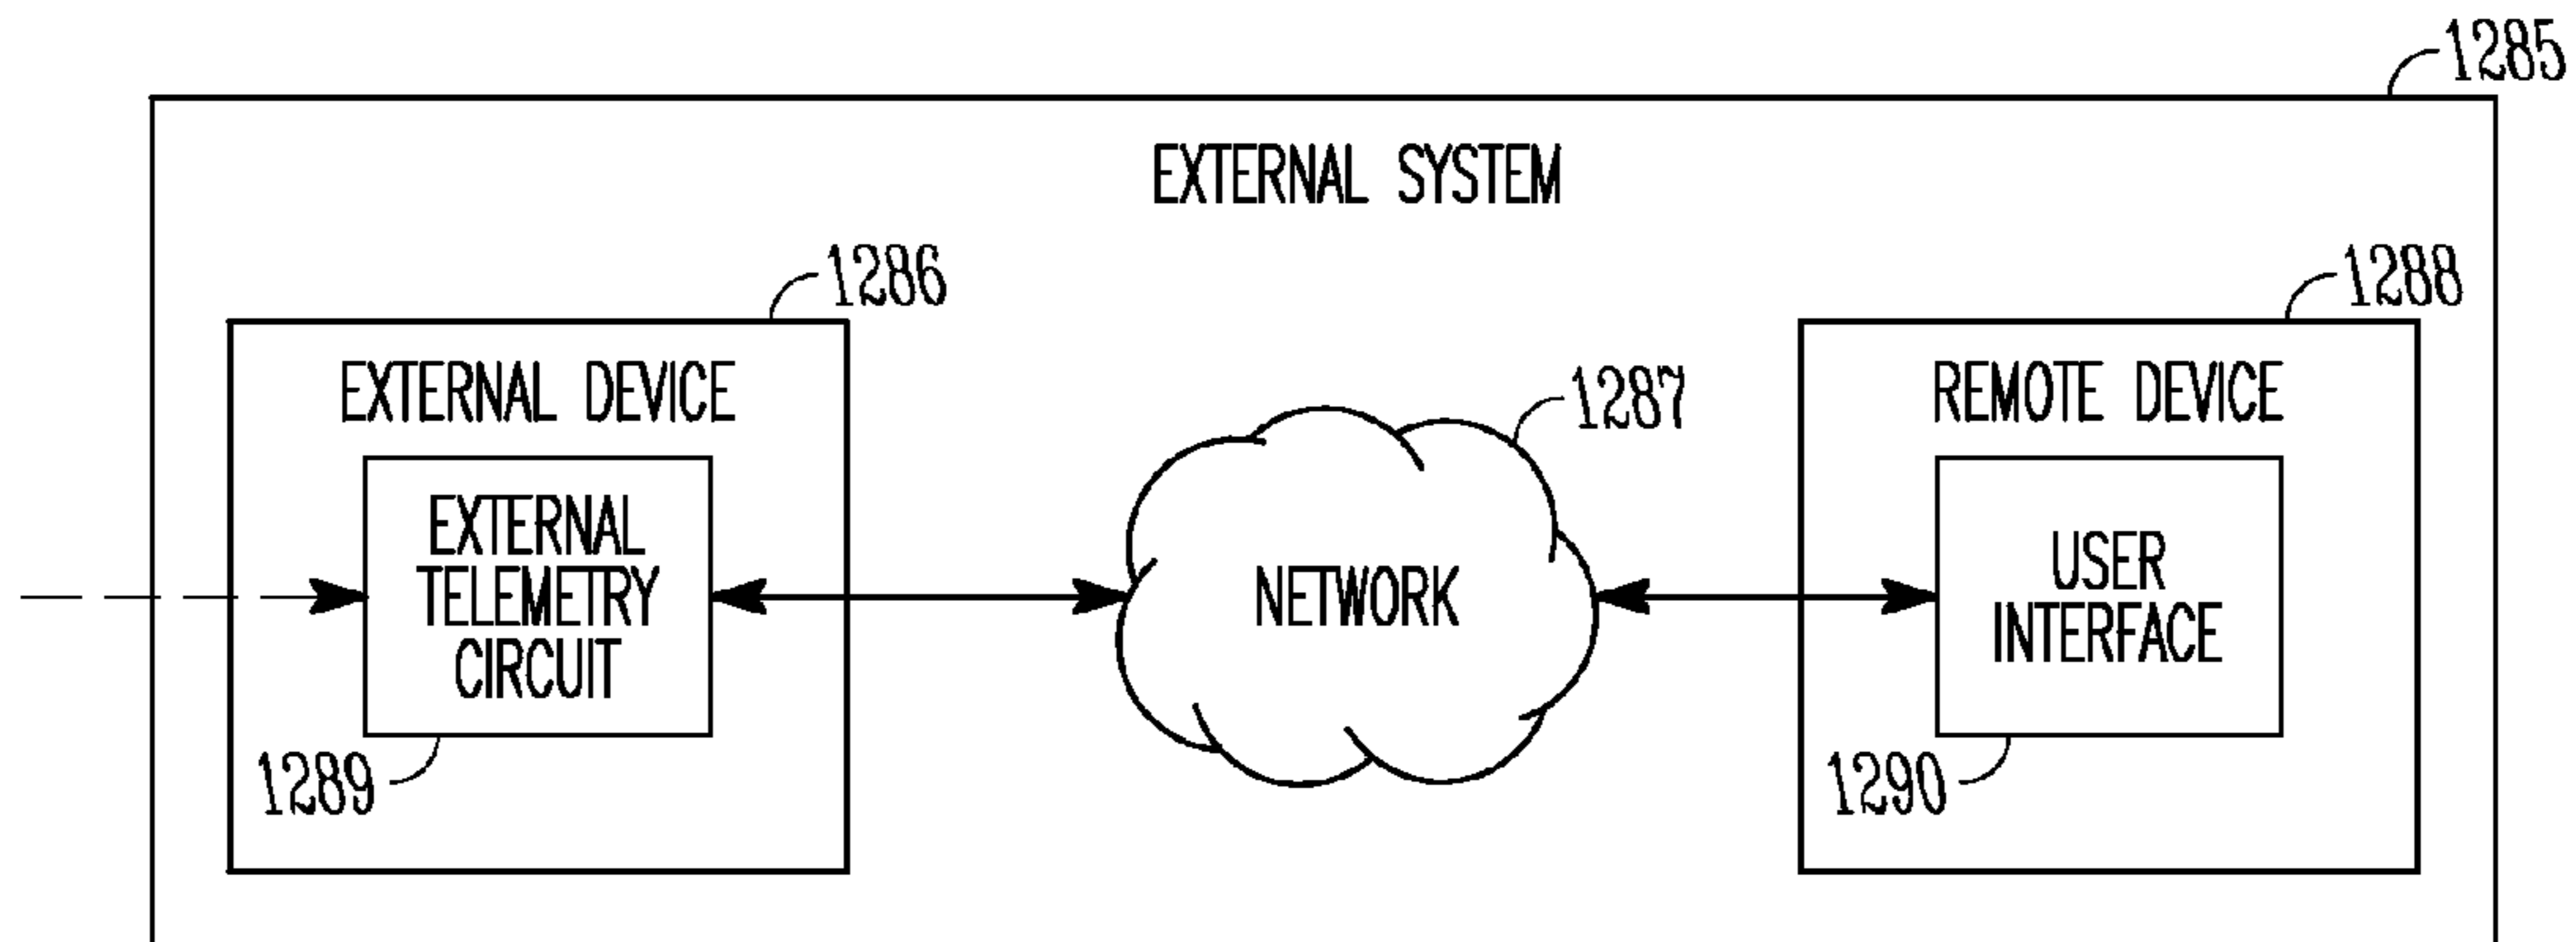 1285
EXTERNAL SYSTEM
1286
1288
EXTERNAL DEVICE
1287
REMOTE DEVICE
EXTERNAL
TELEMETRY
CIRCUIT
NETWORK
USER
INTERFACE
1289
1290